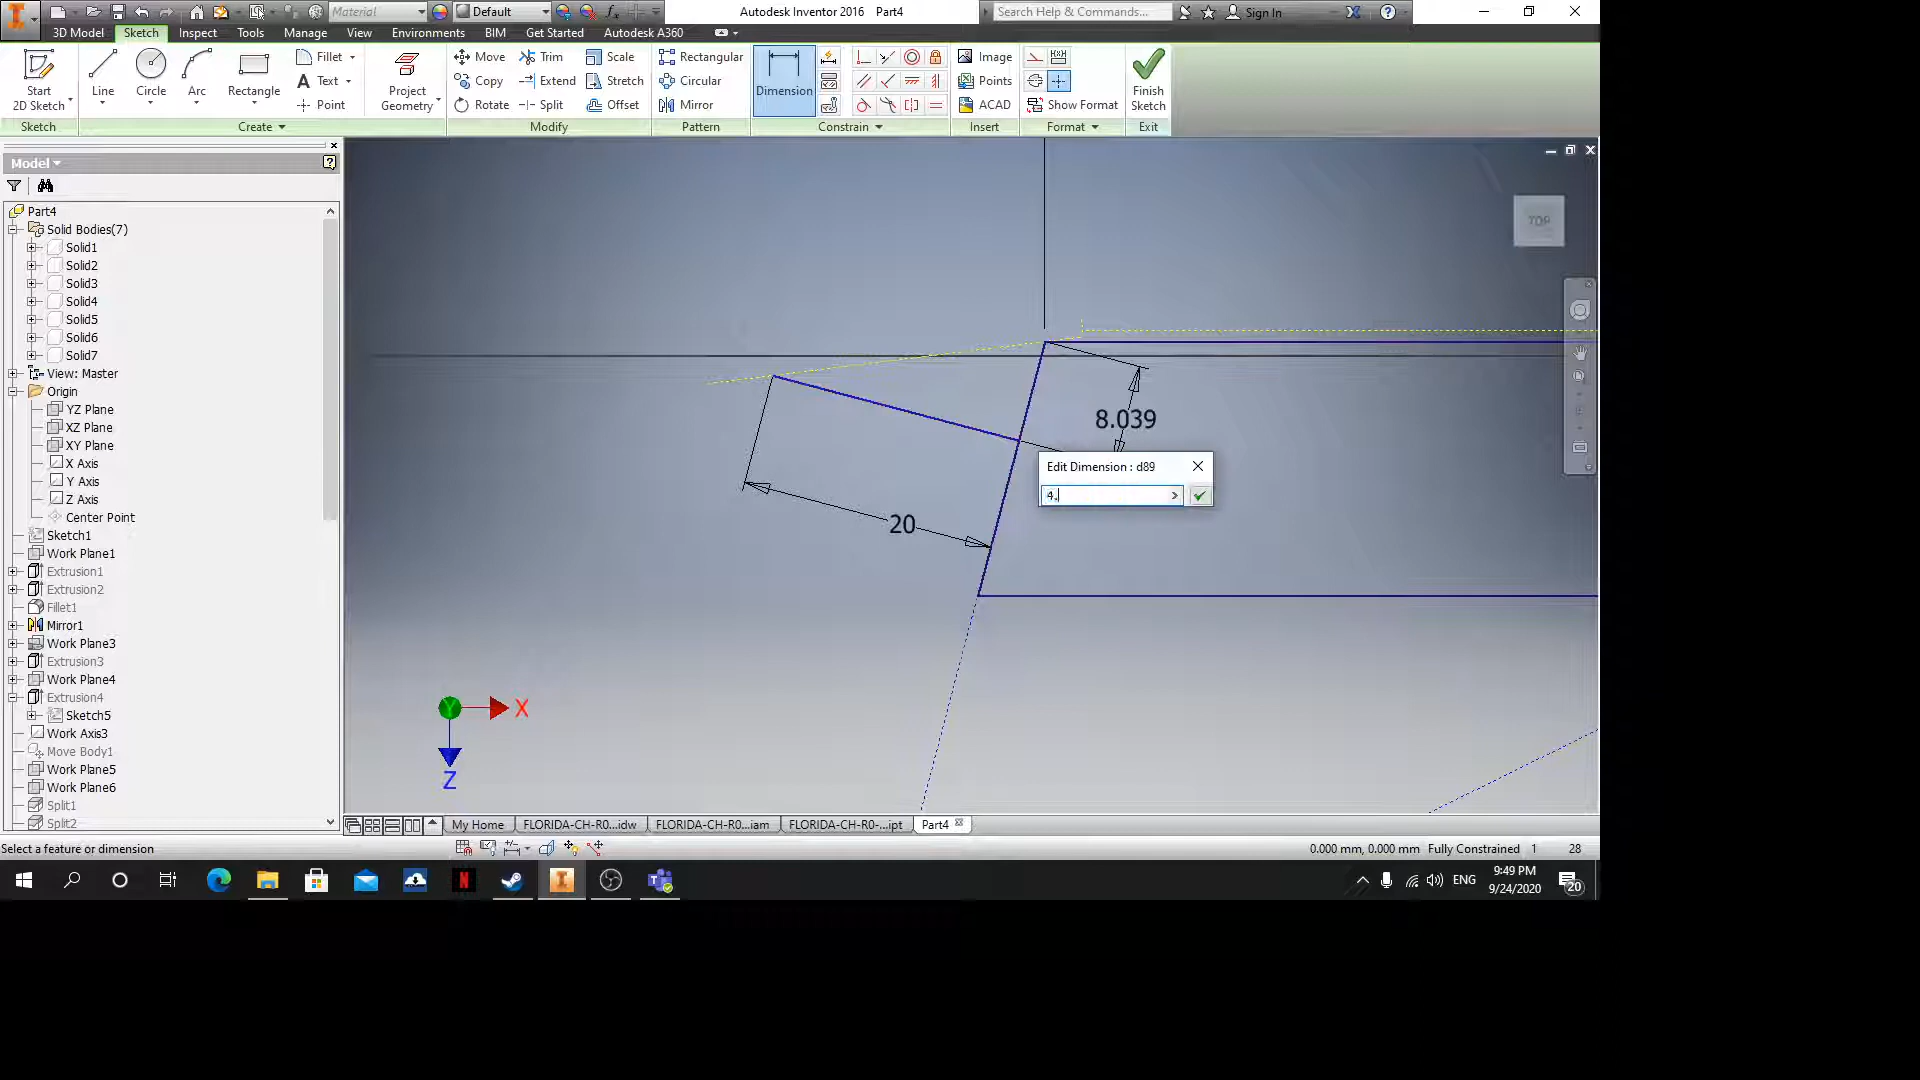 Material
Default
Autodesk Inventor 2016 Part4
Search Help & Commands...
Sign In
3D Model Sketch Inspect Tools Manage View Environments BIM Get Started Autodesk A360
Start
2D Sketch
Line
Circle
Arc
Rectangle
Fillet
Text
Point
Project
Geometry
Move Trim Scale
Copy Extend Stretch
Rotate Split Offset
Rectangular
Circular
Mirror
Dimension
Image
Points
ACAD
Show Format
Finish
Sketch
Sketch Create Modify Pattern Constrain Insert Format Exit
Model
Part4
Solid Bodies(7)
Solid1
Solid2
Solid3
Solid4
Solid5
Solid6
Solid7
View: Master
Origin
YZ Plane
XZ Plane
XY Plane
X Axis
Y Axis
Z Axis
Center Point
Sketch1
Work Plane1
Extrusion1
Extrusion2
Fillet1
Mirror1
Work Plane3
Extrusion3
Work Plane4
Extrusion4
Sketch5
Work Axis3
Move Body1
Work Plane5
Work Plane6
Split1
Split2
TOP
8.039
Edit Dimension : d89
4.
20
Y
X
Z
My Home FLORIDA-CH-R0...idw FLORIDA-CH-R0...iam FLORIDA-CH-R0-...ipt Part4
Select a feature or dimension
0.000 mm, 0.000 mm Fully Constrained 1 28
ENG
9:49 PM
9/24/2020
20